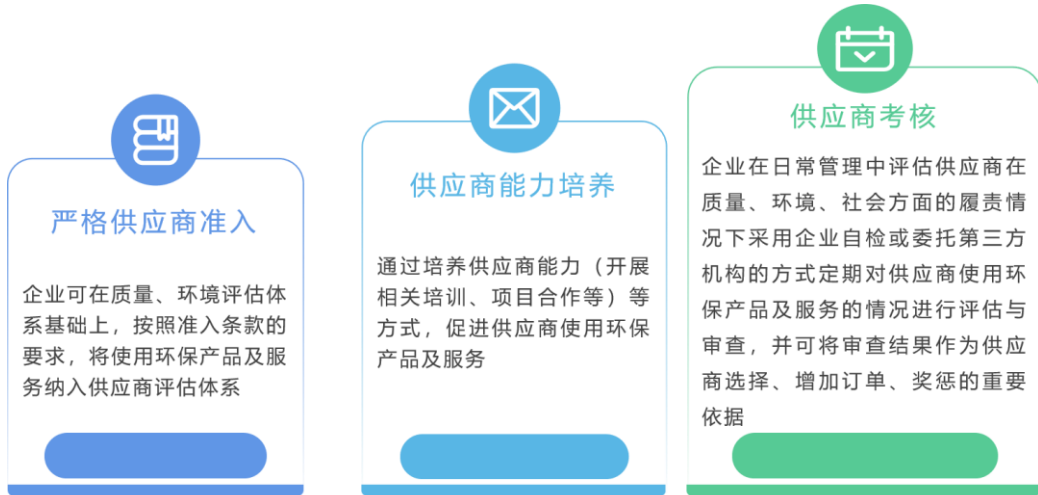 严格供应商准入
企业可在质量、环境评估体
系基础上，按照准入条款的
要求，将使用环保产品及服
务纳入供应商评估体系
供应商能力培养
通过培养供应商能力（开展
相关培训、项目合作等）等
方式，促进供应商使用环保
产品及服务
供应商考核
企业在日常管理中评估供应商在
质量、环境、社会方面的履责情
况下采用企业自检或委托第三方
机构的方式定期对供应商使用环
保产品及服务的情况进行评估与
审查，并可将审查结果作为供应
商选择、增加订单、奖惩的重要
依据